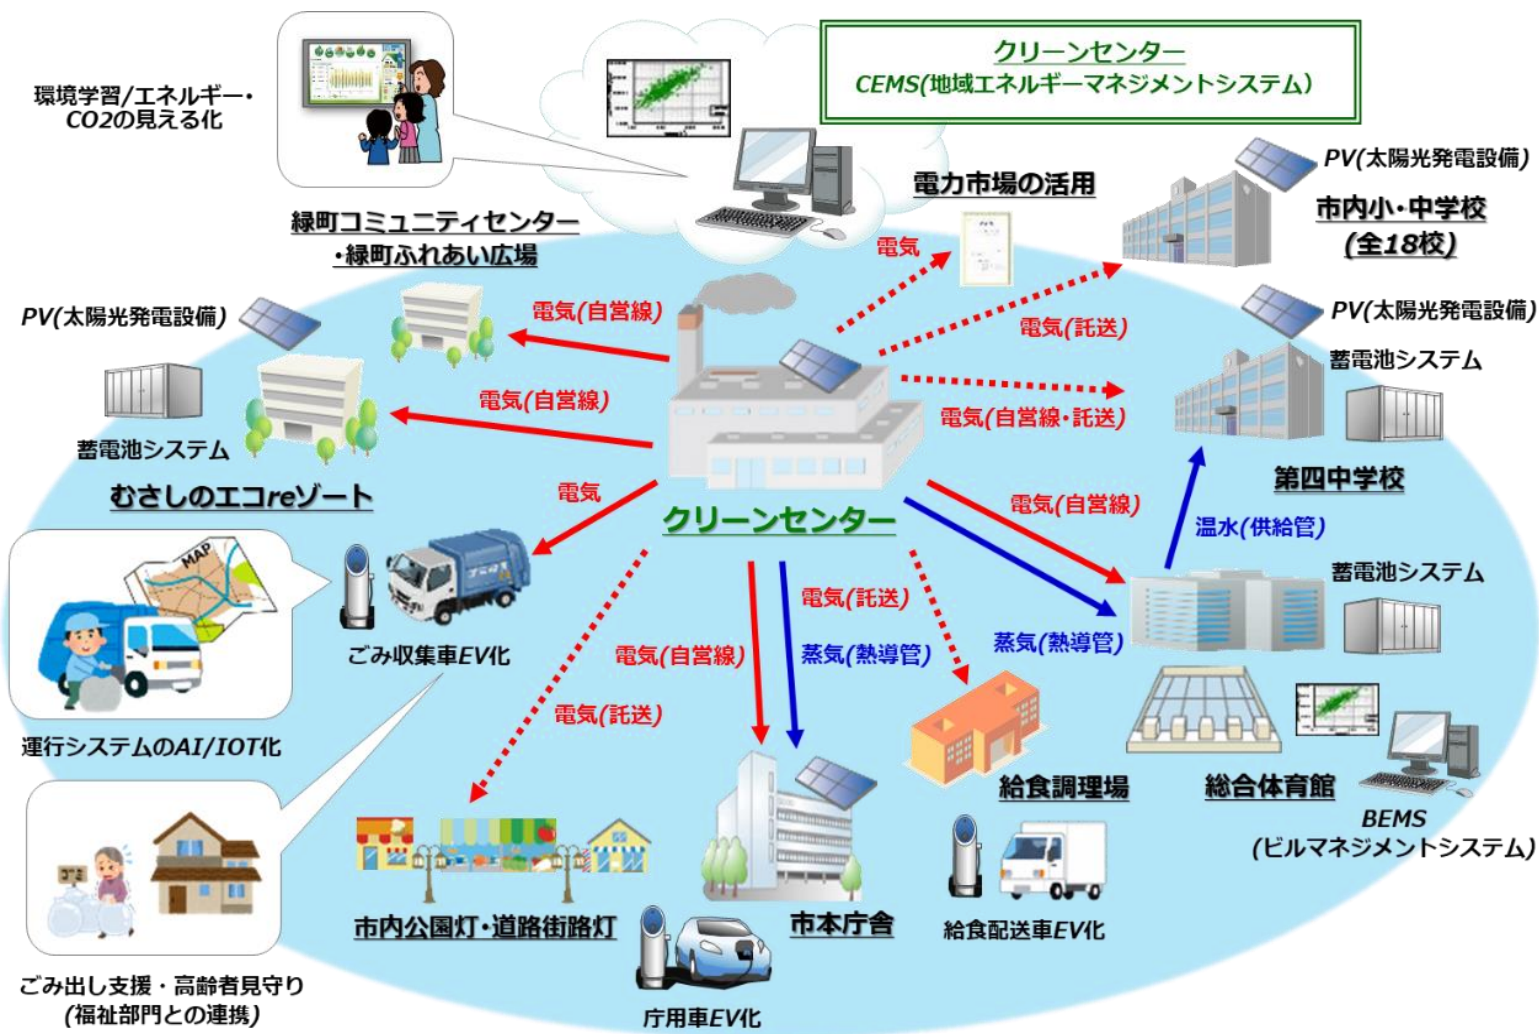 クリーンセンター
CEMS(地域エネルギーマネジメントシステム)
環境学習/エネルギー・
CO2の見える化
電力市場の活用
PV(太陽光発電設備)
市内小・中学校
(全18校)
緑町コミュニティセンター
・緑町ふれあい広場
電気
電気(託送)
PV(太陽光発電設備)
電気(自営線)
PV(太陽光発電設備)
蓄電池システム
電気(自営線)
電気(自営線・託送)
蓄電池システム
むさしのエコreゾート
第四中学校
電気
クリーンセンター
電気(自営線)
温水(供給管)
MAP
蓄電池システム
電気(託送)
ごみ収集車EV化
電気(自営線)
蒸気(熱導管)
蒸気(熱導管)
電気(託送)
運行システムのAI/IOT化
給食調理場
総合体育館
BEMS
(ビルマネジメントシステム)
市内公園灯・道路街路灯
市本庁舎
給食配送車EV化
ごみ出し支援・高齢者見守り
(福祉部門との連携)
庁用車EV化